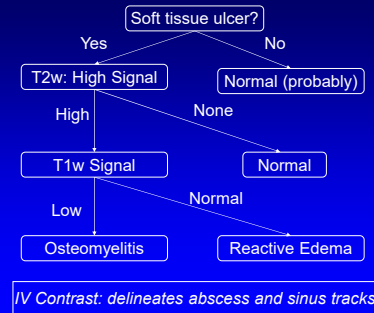 Soft tissue ulcer?
Yes
No
T2w: High Signal
Normal (probably)
High
None
T1w Signal
Normal
Low
Normal
Osteomyelitis
Reactive Edema
IV Contrast: delineates abscess and sinus tracks